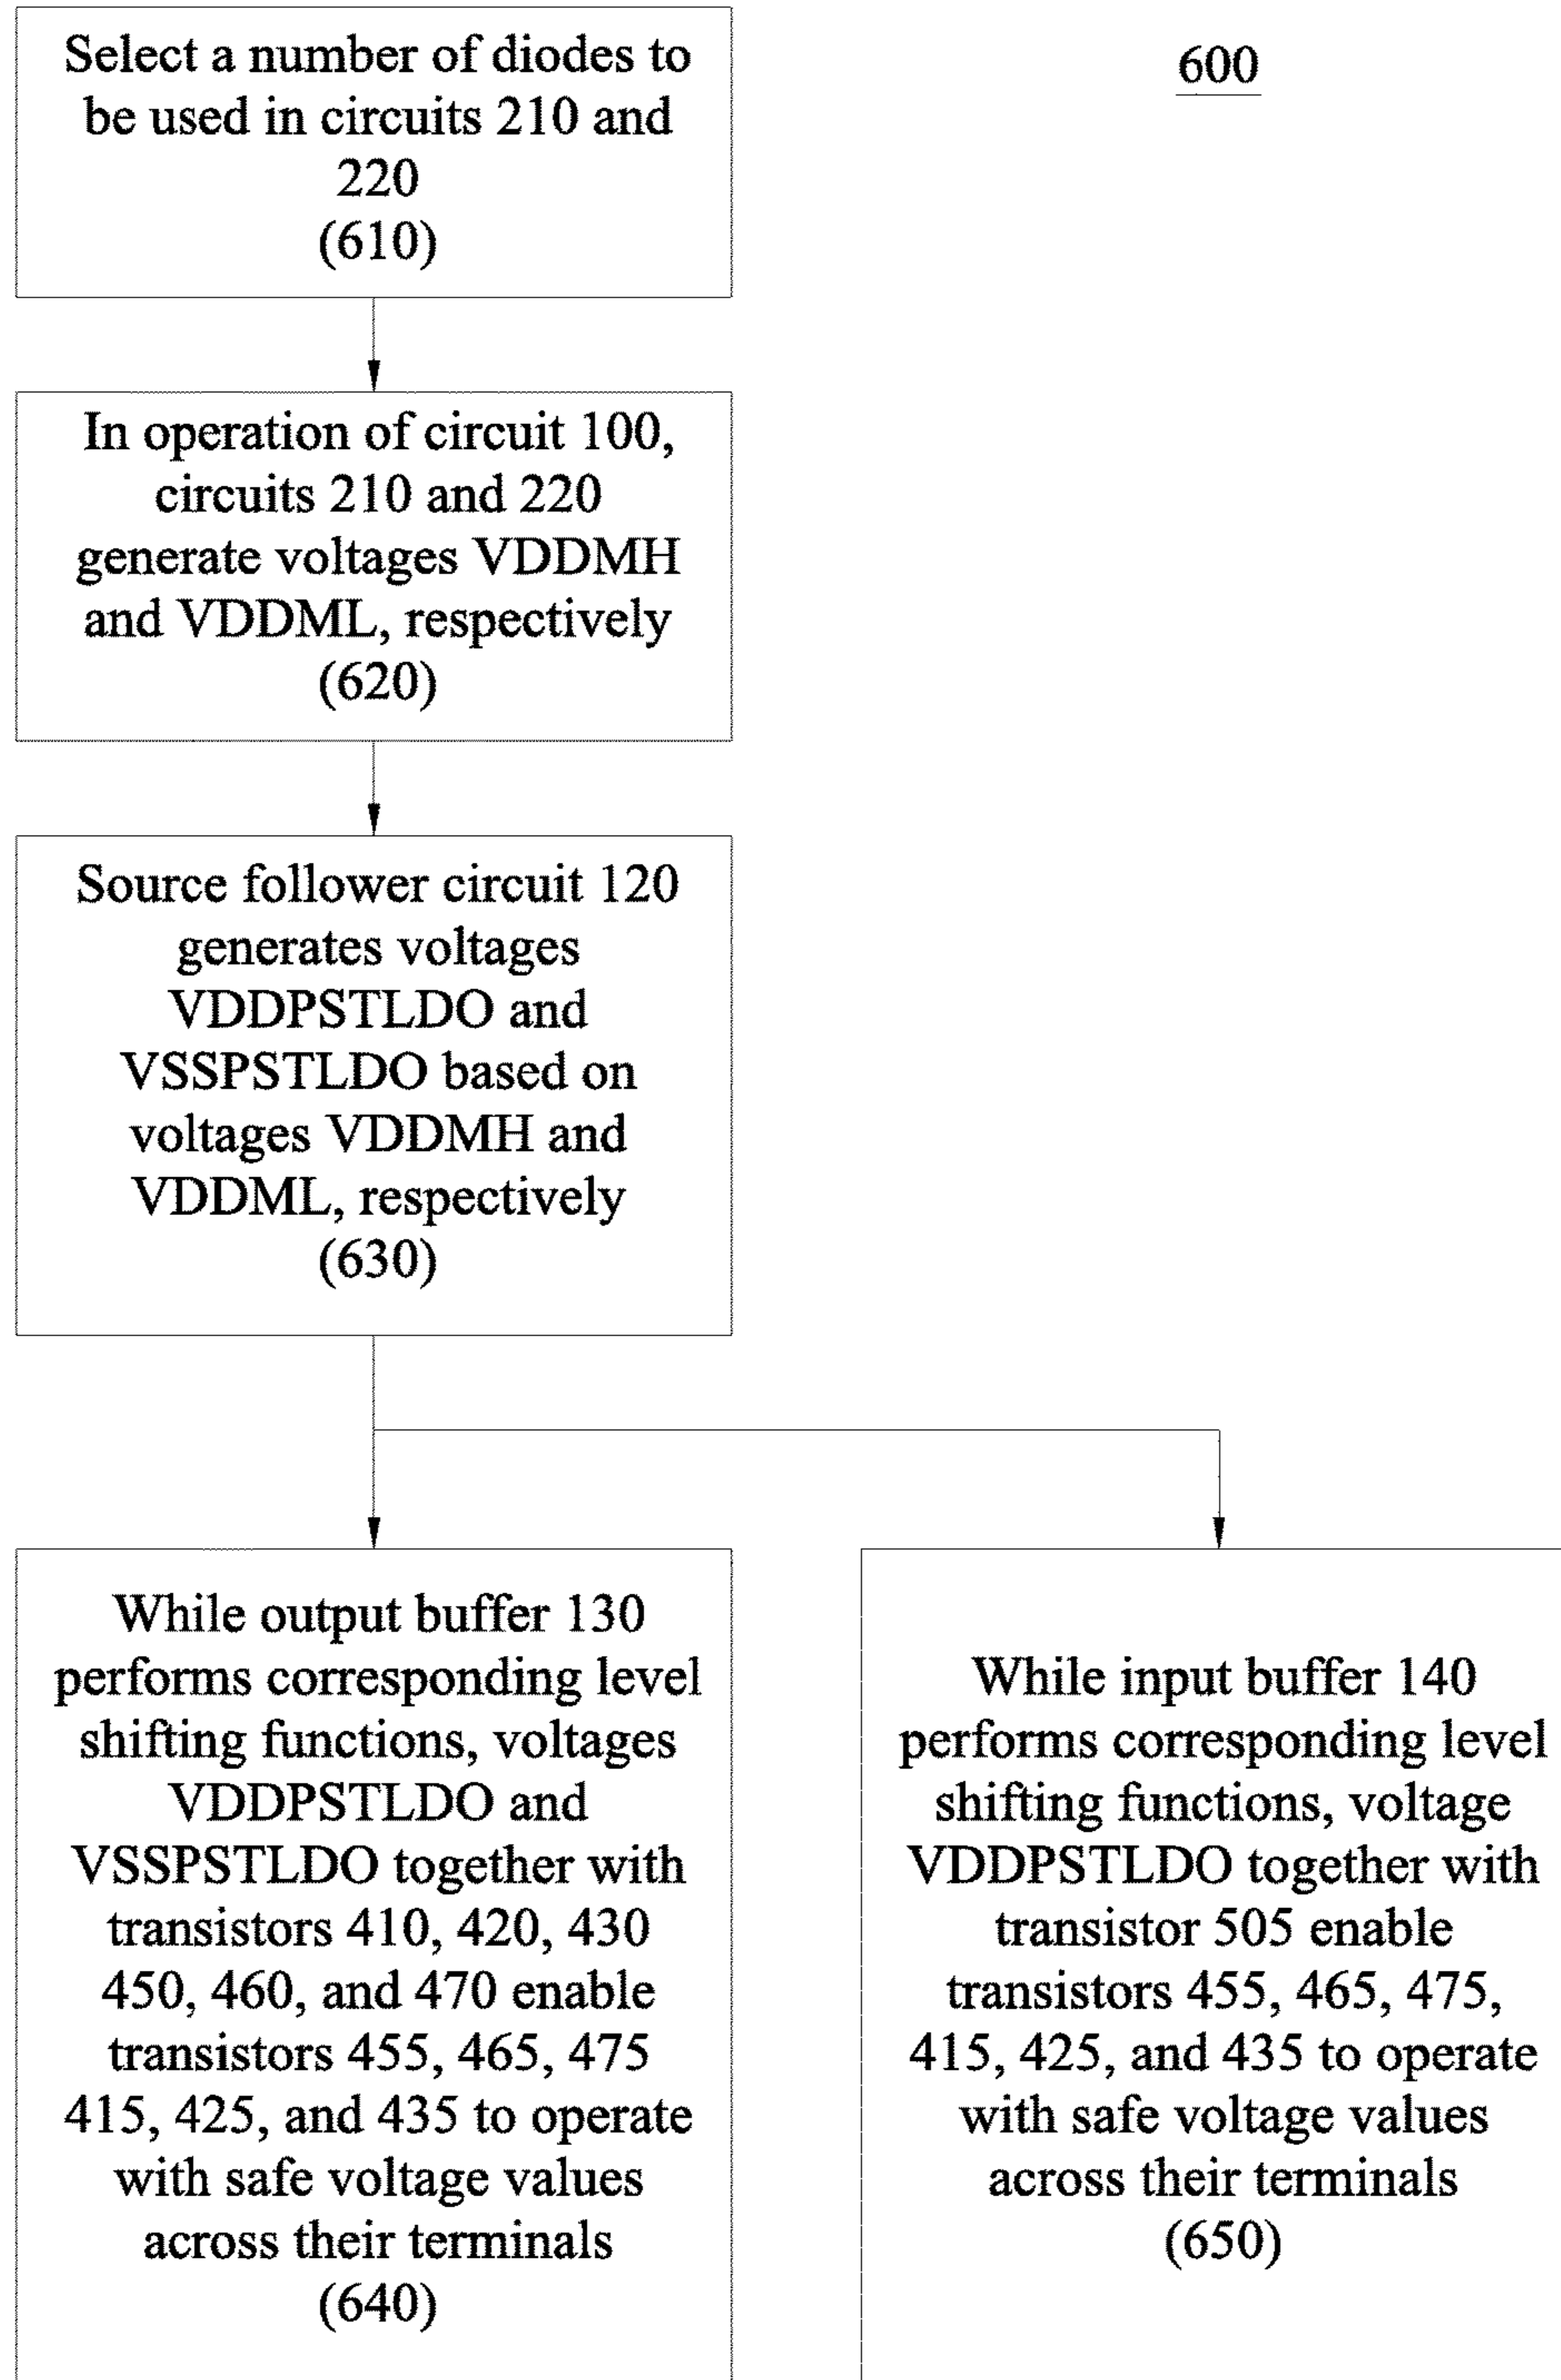 Select a number of diodes to
be used in circuits 210 and
220
(610)
600
In operation of circuit 100,
circuits 210 and 220
generate voltages VDDMH
and VDDML, respectively
(620)
Source follower circuit 120
generates voltages
VDDPSTLDO and
VSSPSTLDO based on
voltages VDDMH and
VDDML, respectively
(630)
While output buffer 130
performs corresponding level
shifting functions, voltages
VDDPSTLDO and
VSSPSTLDO together with
transistors 410, 420, 430
450, 460, and 470 enable
transistors 455, 465, 475
415, 425, and 435 to operate
with safe voltage values
across their terminals
(640)
While input buffer 140
performs corresponding level
shifting functions, voltage
VDDPSTLDO together with
transistor 505 enable
transistors 455, 465, 475,
415, 425, and 435 to operate
with safe voltage values
across their terminals
(650)